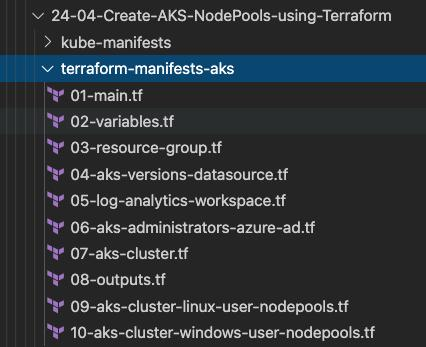 24-04-Create-AKS-NodePools-using-Terraform
kube-manifests
terraform-manifests-aks
01-main.tf
02-variables.tf
03-resource-group.tf
04-aks-versions-datasource.tf
05-log-analytics-workspace.tf
06-aks-administrators-azure-ad.tf
07-aks-cluster.tf
08-outputs.tf
09-aks-cluster-linux-user-nodepools.tf
10-aks-cluster-windows-user-nodepools.tf